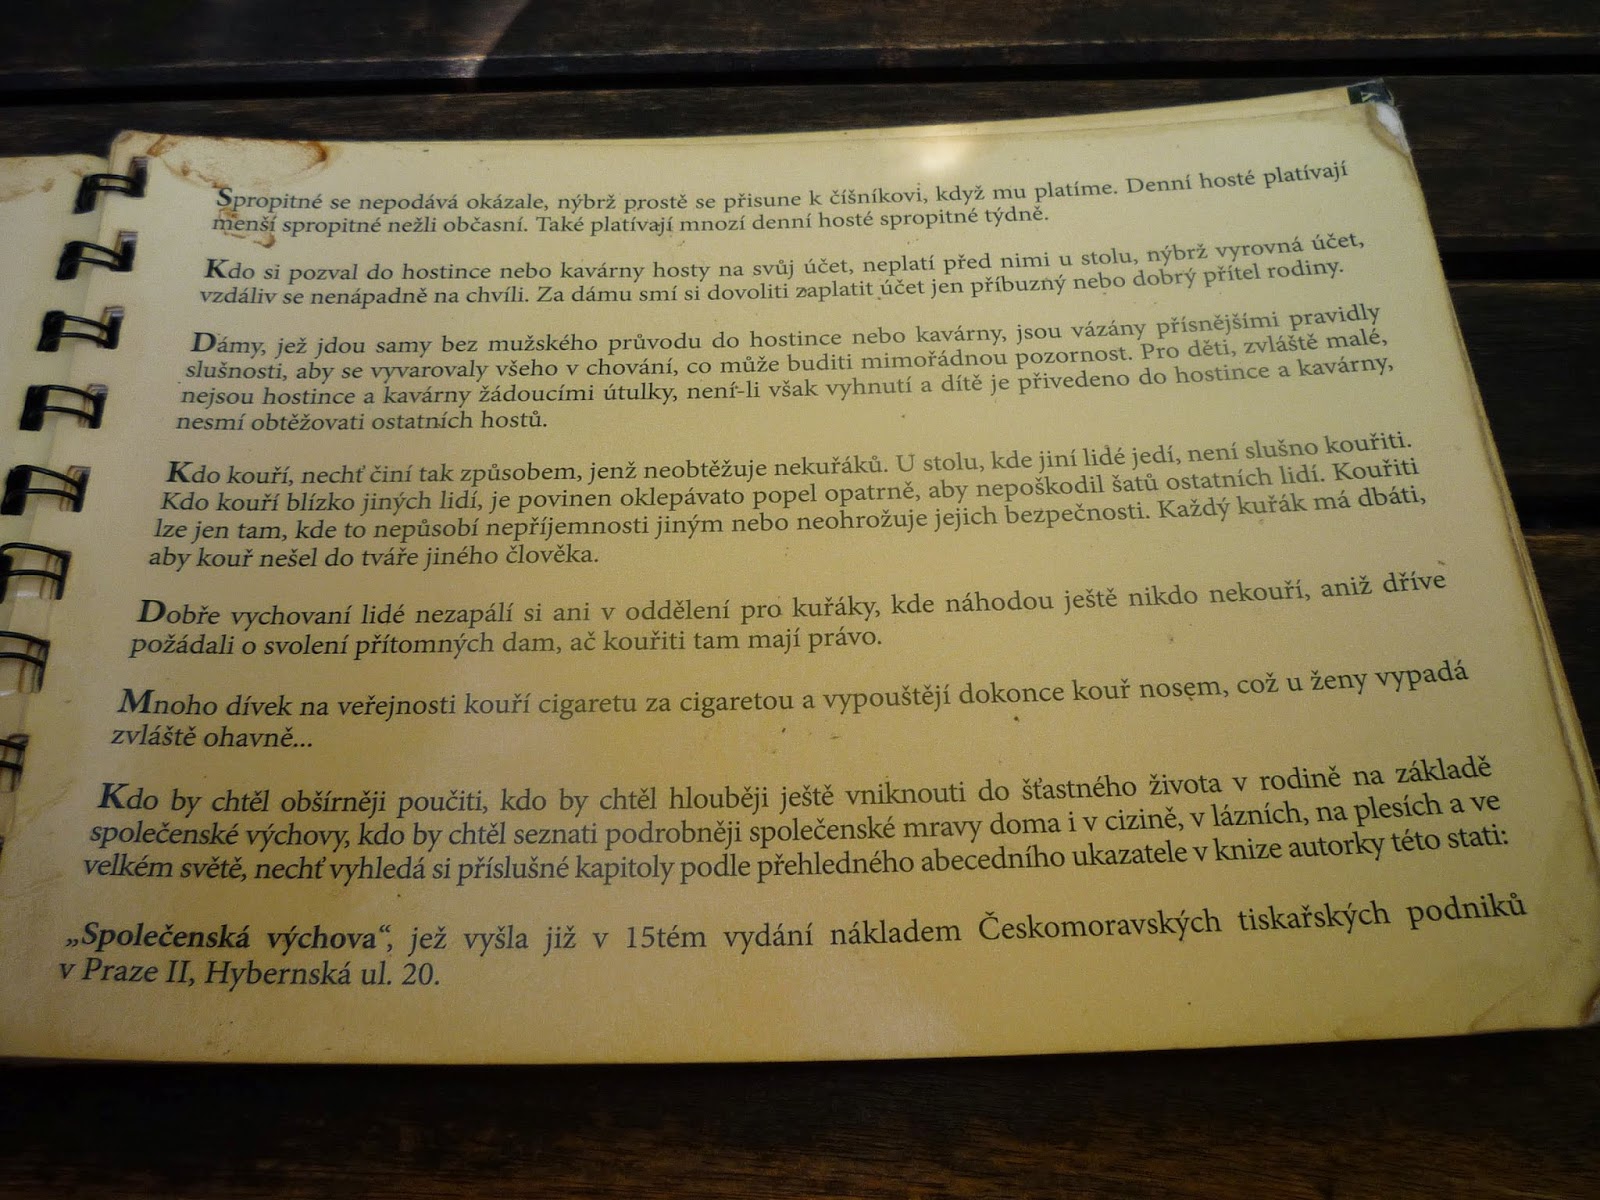 Spropitné se nepodává okázale, nýbrž prostě se přisune k číšníkovi, když mu platíme. Denní hosté platívají
menší spropitné nežli občasní. Také platívají mnozí denní hosté spropitné týdně.
Kdo si pozval do hostince nebo kavárny hosty na svůj účet, neplatí před nimi u stolu, nýbrž vyrovná účet,
vzdáliv se nenápadně na chvíli. Za dámu smí si dovoliti zaplatit účet jen příbuzný nebo dobrý přítel rodiny.
Dámy, jež jdou samy bez mužského průvodu do hostince nebo kavárny, jsou vázány přísnějšími pravidly
slušnosti, aby se vyvarovaly všeho v chování, co může buditi mimořádnou pozornost. Pro děti, zvláště malé,
nejsou hostince a kavárny žádoucími útulky, není-li však vyhnutí a dítě je přivedeno do hostince a kavárny,
nesmí obtěžovati ostatních hostů.
Kdo kouří, nechť činí tak způsobem, jenž neobtěžuje nekuřáků. U stolu, kde jiní lidé jedí, není slušno kouřiti.
Kdo kouří blízko jiných lidí, je povinen oklepávato popel opatrně, aby nepoškodil šatů ostatních lidí. Kouřiti
lze jen tam, kde to nepůsobí nepříjemnosti jiným nebo neohrožuje jejich bezpečnosti. Každý kuřák má dbáti,
aby kouř nešel do tváře jiného člověka.
Dobře vychovaní lidé nezapálí si ani v oddělení pro kuřáky, kde náhodou ještě nikdo nekouří, aniž dříve
požádali o svolení přítomných dam, ač kouřiti tam mají právo.
Mnoho dívek na veřejnosti kouří cigaretu za cigaretou a vypouštějí dokonce kouř nosem, což u ženy vypadá
zvláště ohavně...
Kdo by chtěl obšírněji poučiti, kdo by chtěl hlouběji ještě vniknouti do šťastného života v rodině na základě
společenské výchovy, kdo by chtěl seznati podrobněji společenské mravy doma i v cizině, v lázních, na plesích a ve
velkém světě, nechť vyhledá si příslušné kapitoly podle přehledného abecedního ukazatele v knize autorky této stati:
„Společenská výchova“, jež vyšla již v 15tém vydání nákladem Českomoravských tiskařských podniků
v Praze II, Hybernská ul. 20.